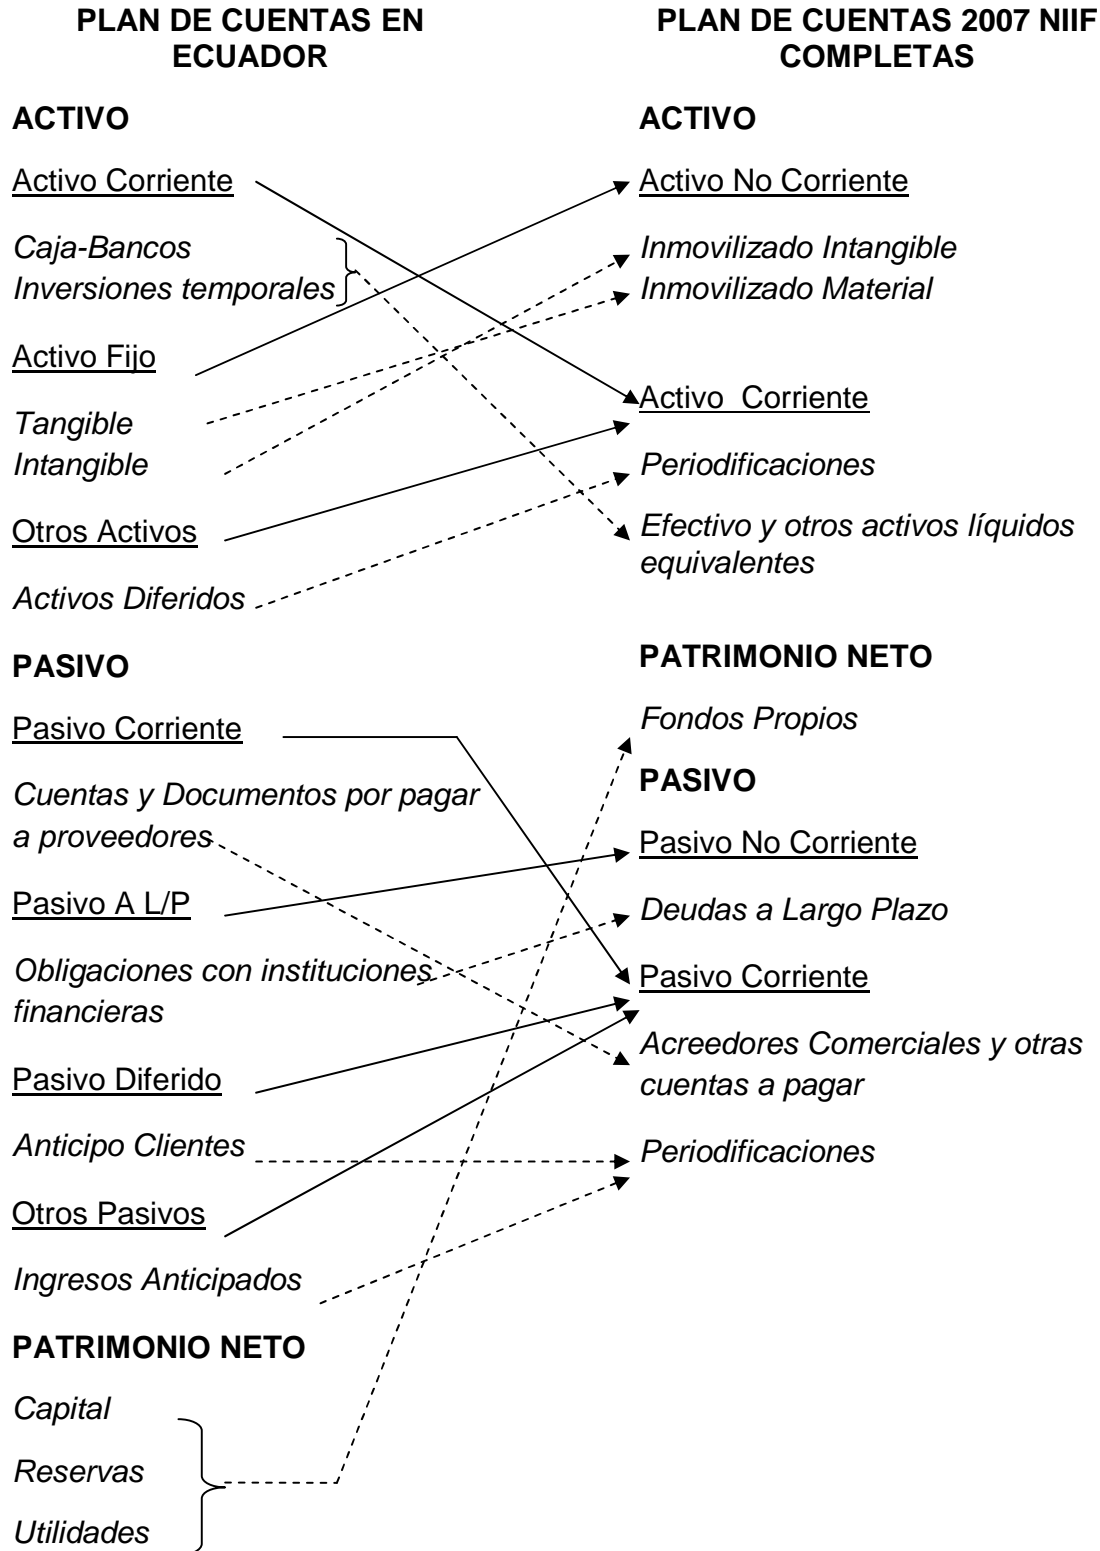 PLAN DE CUENTAS EN
ECUADOR
ACTIVO
Activo Corriente
Caja-Bancos
Inversiones temporales
Activo Fijo
Tangible
Intangible
Otros Activos
Activos Diferidos
PASIVO
Pasivo Corriente
Cuentas y Documentos por pagar
a proveedores
Pasivo A L/P
Obligaciones con instituciones
financieras
Pasivo Diferido
Anticipo Clientes
Otros Pasivos
Ingresos Anticipados
PATRIMONIO NETO
Capital
Reservas
Utilidades
PLAN DE CUENTAS 2007 NIIF
COMPLETAS
ACTIVO
Activo No Corriente
Inmovilizado Intangible
Inmovilizado Material
Activo Corriente
Periodificaciones
Efectivo y otros activos líquidos
equivalentes
PATRIMONIO NETO
Fondos Propios
PASIVO
Pasivo No Corriente
Deudas a Largo Plazo
Pasivo Corriente
Acreedores Comerciales y otras
cuentas a pagar
Periodificaciones